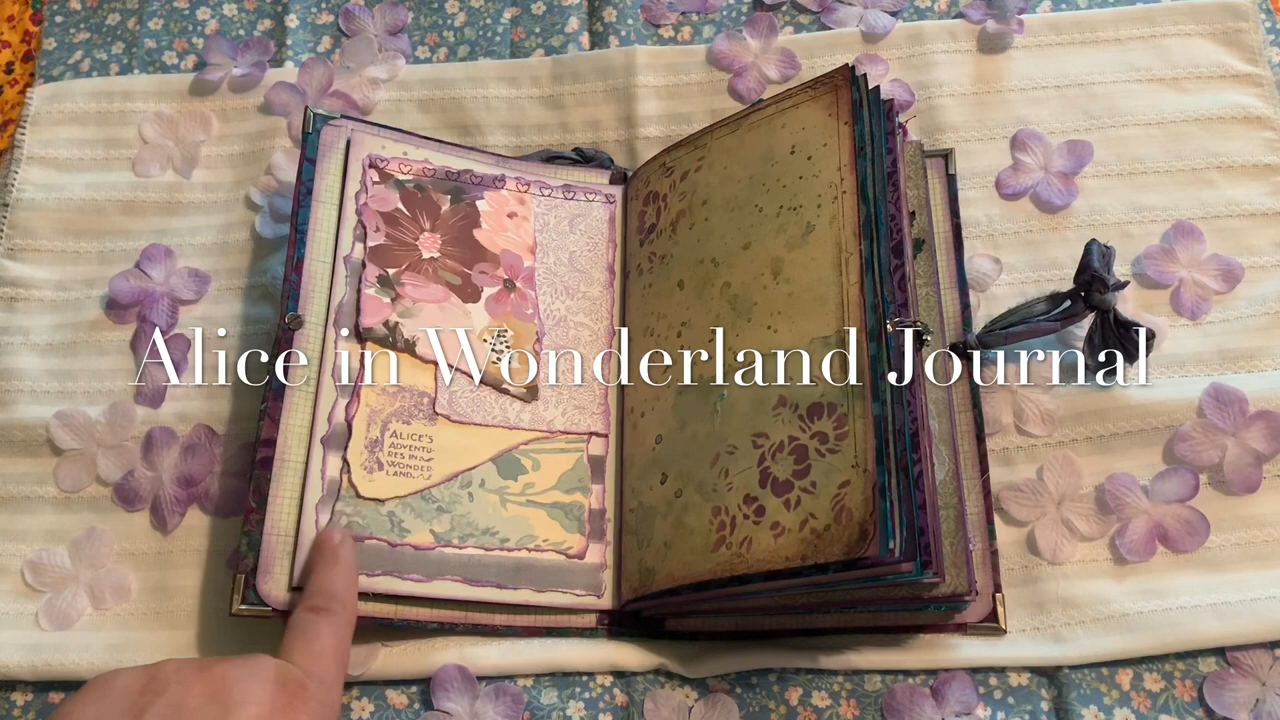 Alice in Wonderland Journal
ALICE'S
ADVENTU-
RES IN
WONDER-
LAND.